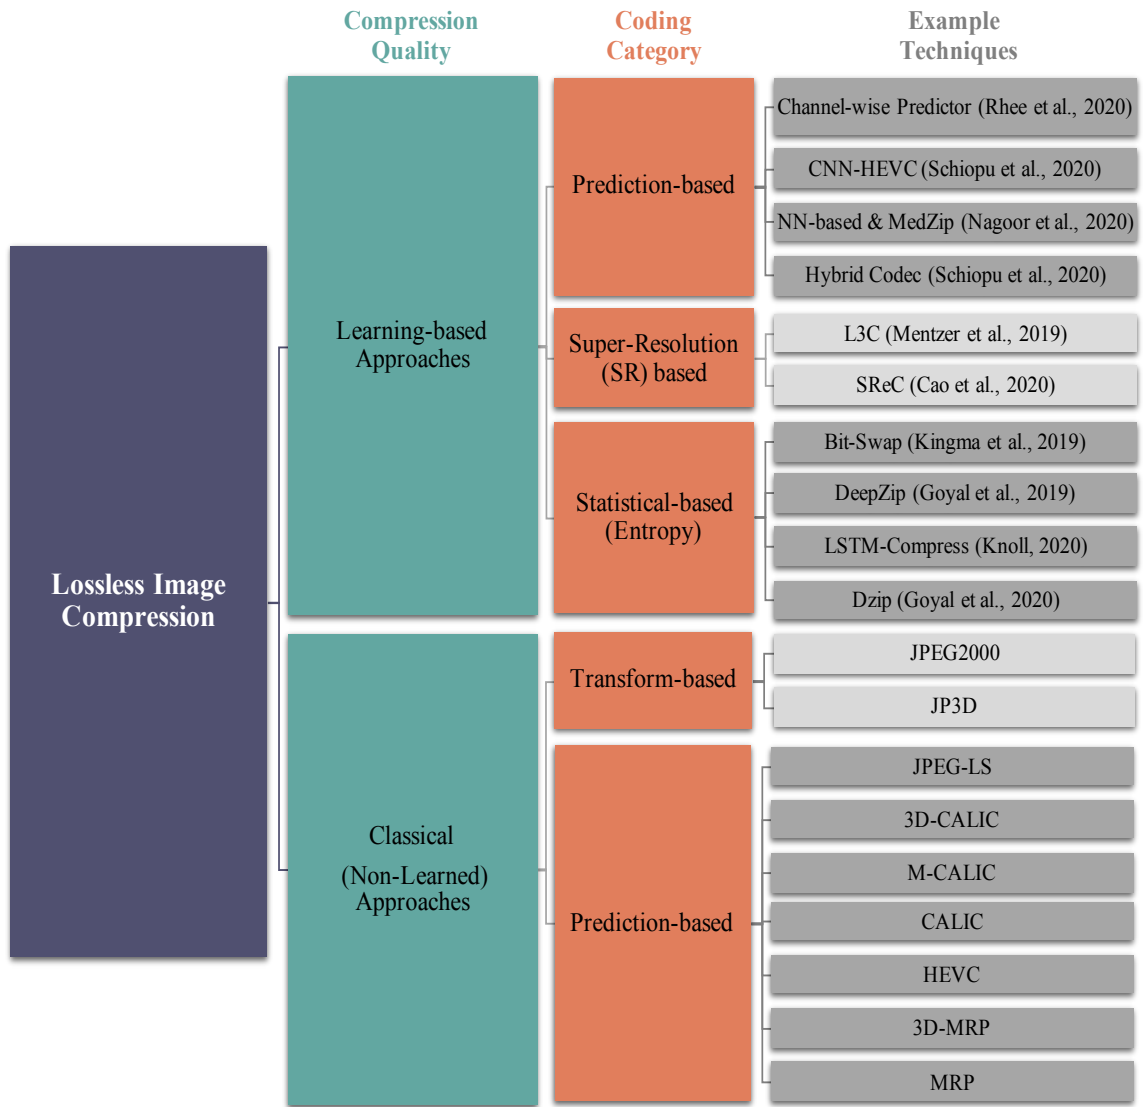 Compression
Quality
Coding
Category
Example
Techniques
Lossless Image
Compression
Learning-based
Approaches
Prediction-based
Channel-wise Predictor (Rhee et al., 2020)
CNN-HEVC (Schiopu et al., 2020)
NN-based & MedZip (Nagoor et al., 2020)
Hybrid Codec (Schiopu et al., 2020)
Super-Resolution
(SR) based
L3C (Mentzer et al., 2019)
SReC (Cao et al., 2020)
Statistical-based
(Entropy)
Bit-Swap (Kingma et al., 2019)
DeepZip (Goyal et al., 2019)
LSTM-Compress (Knoll, 2020)
Dzip (Goyal et al., 2020)
Classical
(Non-Learned)
Approaches
Transform-based
JPEG2000
JP3D
Prediction-based
JPEG-LS
3D-CALIC
M-CALIC
CALIC
HEVC
3D-MRP
MRP